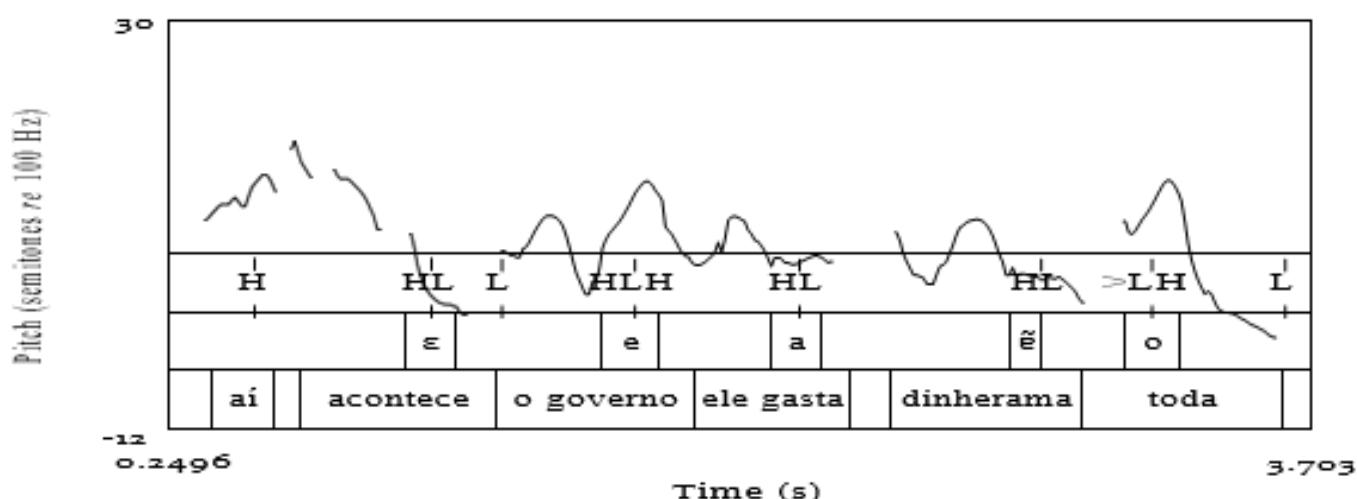 30
Pitch (semitones re 100 Hz)
H HL L HLH HL HL >LH L
ɛ e a ẽ o
aí acontece o governo ele gasta dinherama toda
-12
0.2496 3.703
Time (s)